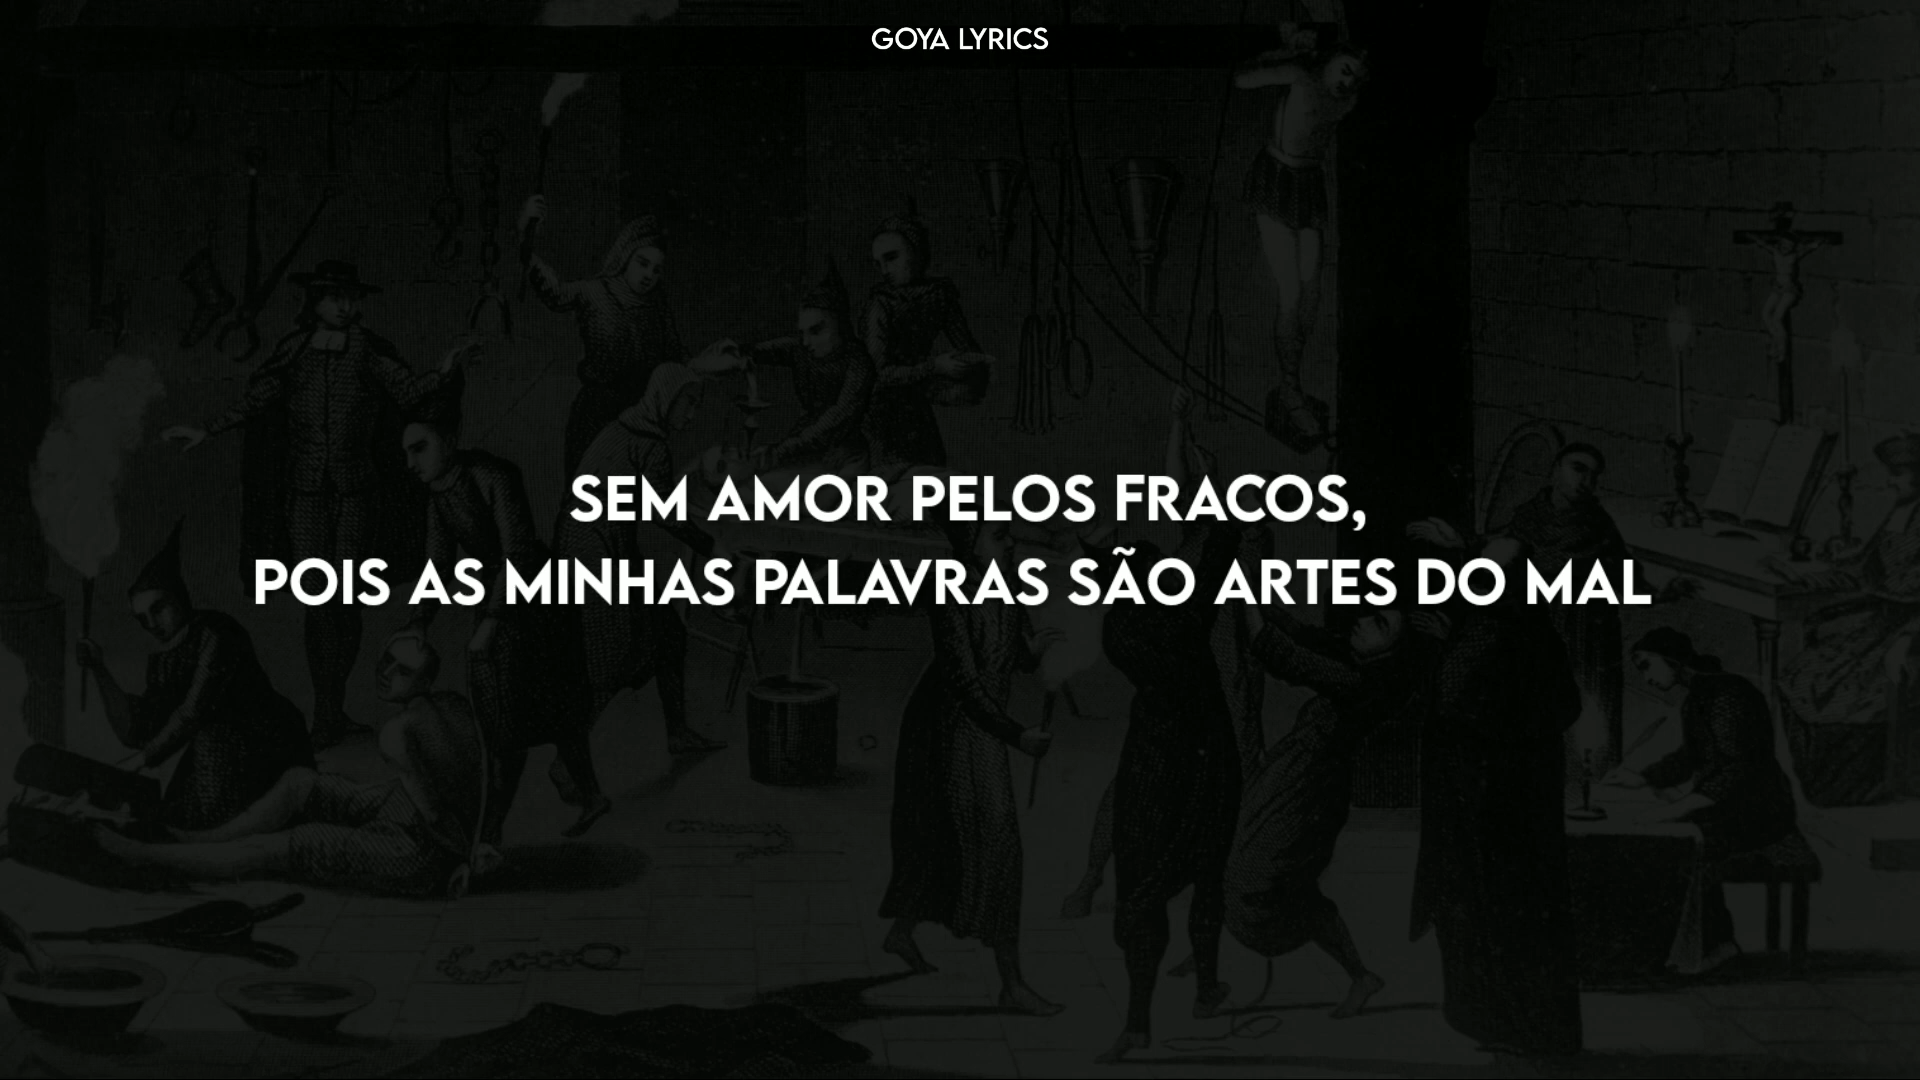 GOYA LYRICS
SEM AMOR PELOS FRACOS,
POIS AS MINHAS PALAVRAS SÃO ARTES DO MAL